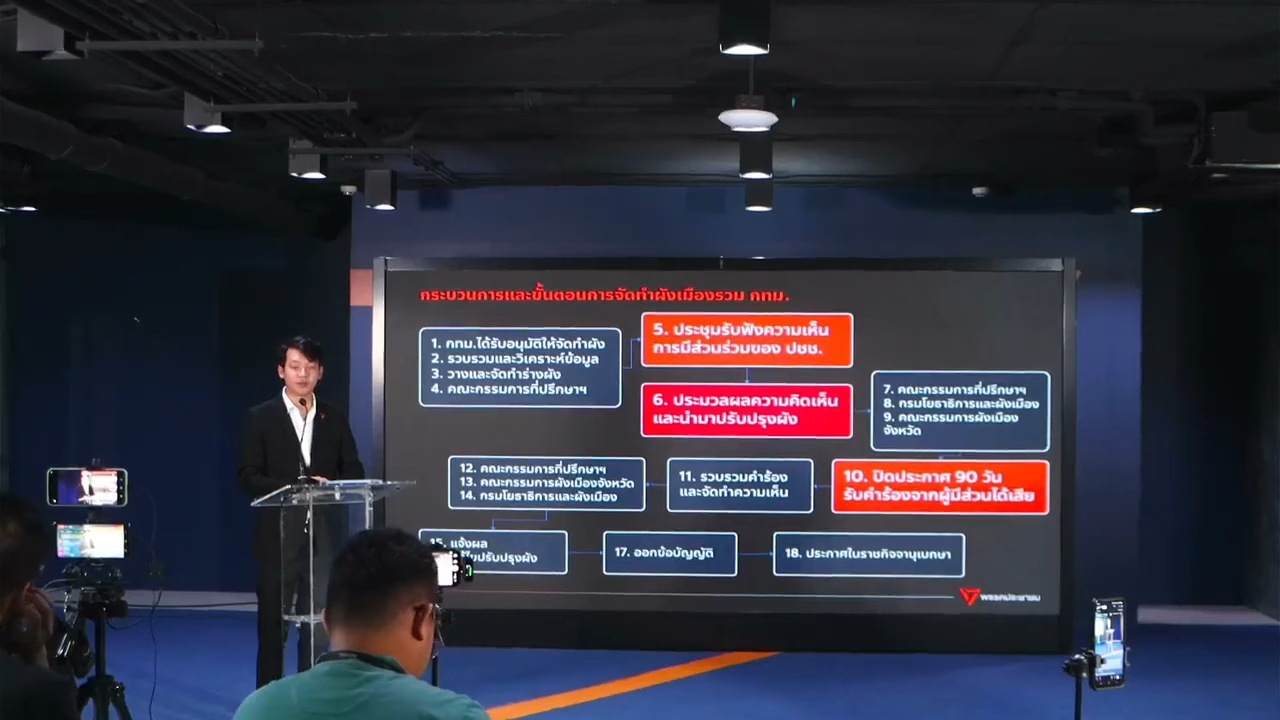 กระบวนการและขั้นตอนการจัดทำผังเมืองรวม กทม.
1. กทม.ได้รับอนุมัติให้จัดทำผัง
2. รวบรวมและวิเคราะห์ข้อมูล
3. วางและจัดทำร่างผัง
4. คณะกรรมการที่ปรึกษาฯ
5. ประชุมรับฟังความเห็น
การมีส่วนร่วมของ ปชช.
6. ประมวลผลความคิดเห็น
และนำมาปรับปรุงผัง
7. คณะกรรมการที่ปรึกษาฯ
8. กรมโยธาธิการและผังเมือง
9. คณะกรรมการผังเมือง
จังหวัด
10. ปิดประกาศ 90 วัน
รับคำร้องจากผู้มีส่วนได้เสีย
11. รวบรวมคำร้อง
และจัดทำความเห็น
12. คณะกรรมการที่ปรึกษาฯ
13. คณะกรรมการผังเมืองจังหวัด
14. กรมโยธาธิการและผังเมือง
15. แจ้งผล
ปรับปรุงผัง
17. ออกข้อบัญญัติ
18. ประกาศในราชกิจจานุเบกษา
พรรคประชาชน